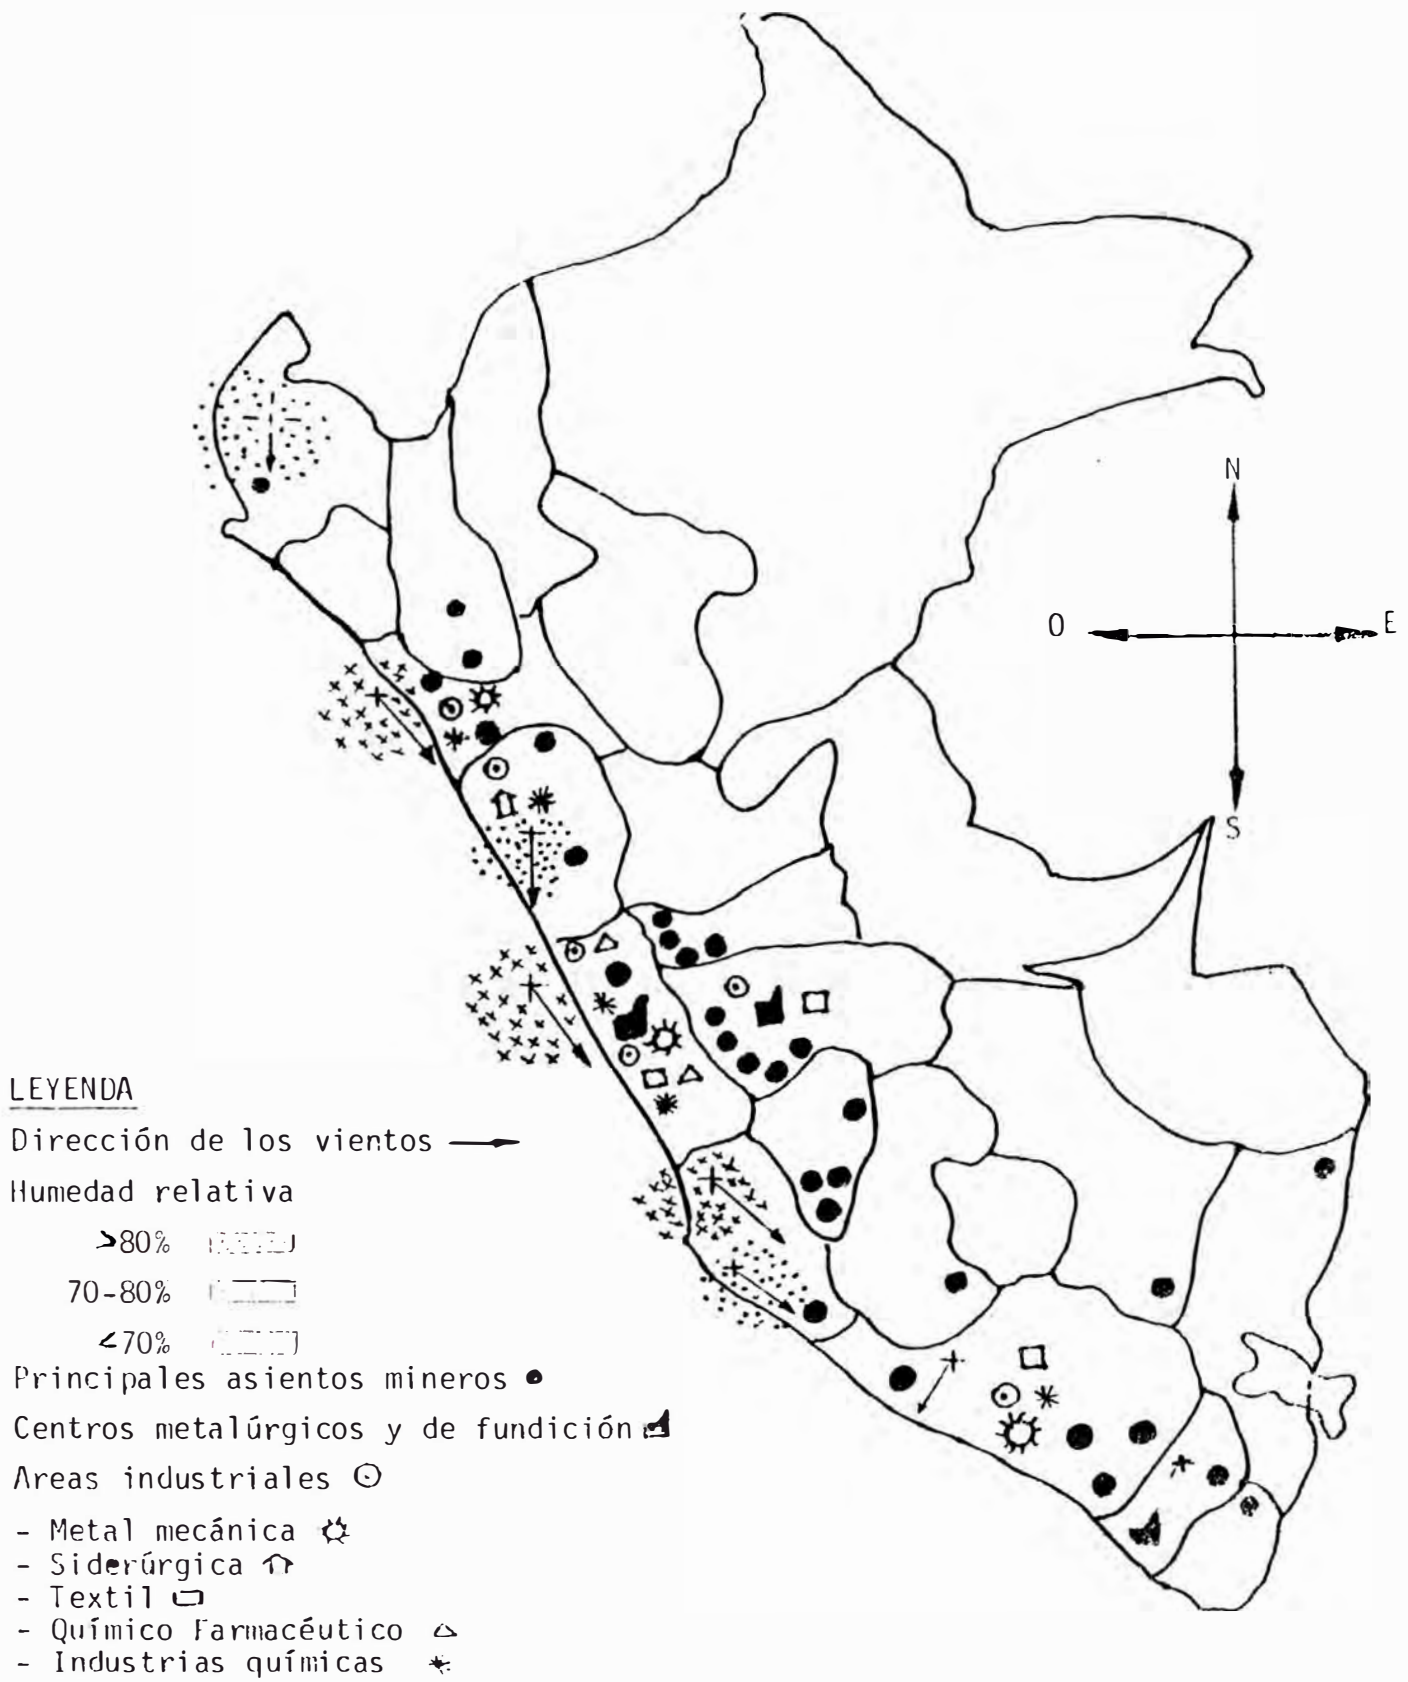 N
O
E
S
LEYENDA
Dirección de los vientos
Humedad relativa
>80%
70-80%
<70%
Principales asientos mineros
Centros metalúrgicos y de fundición
Areas industriales
- Metal mecánica
- Siderúrgica
- Textil
- Químico Farmacéutico
- Industrias químicas